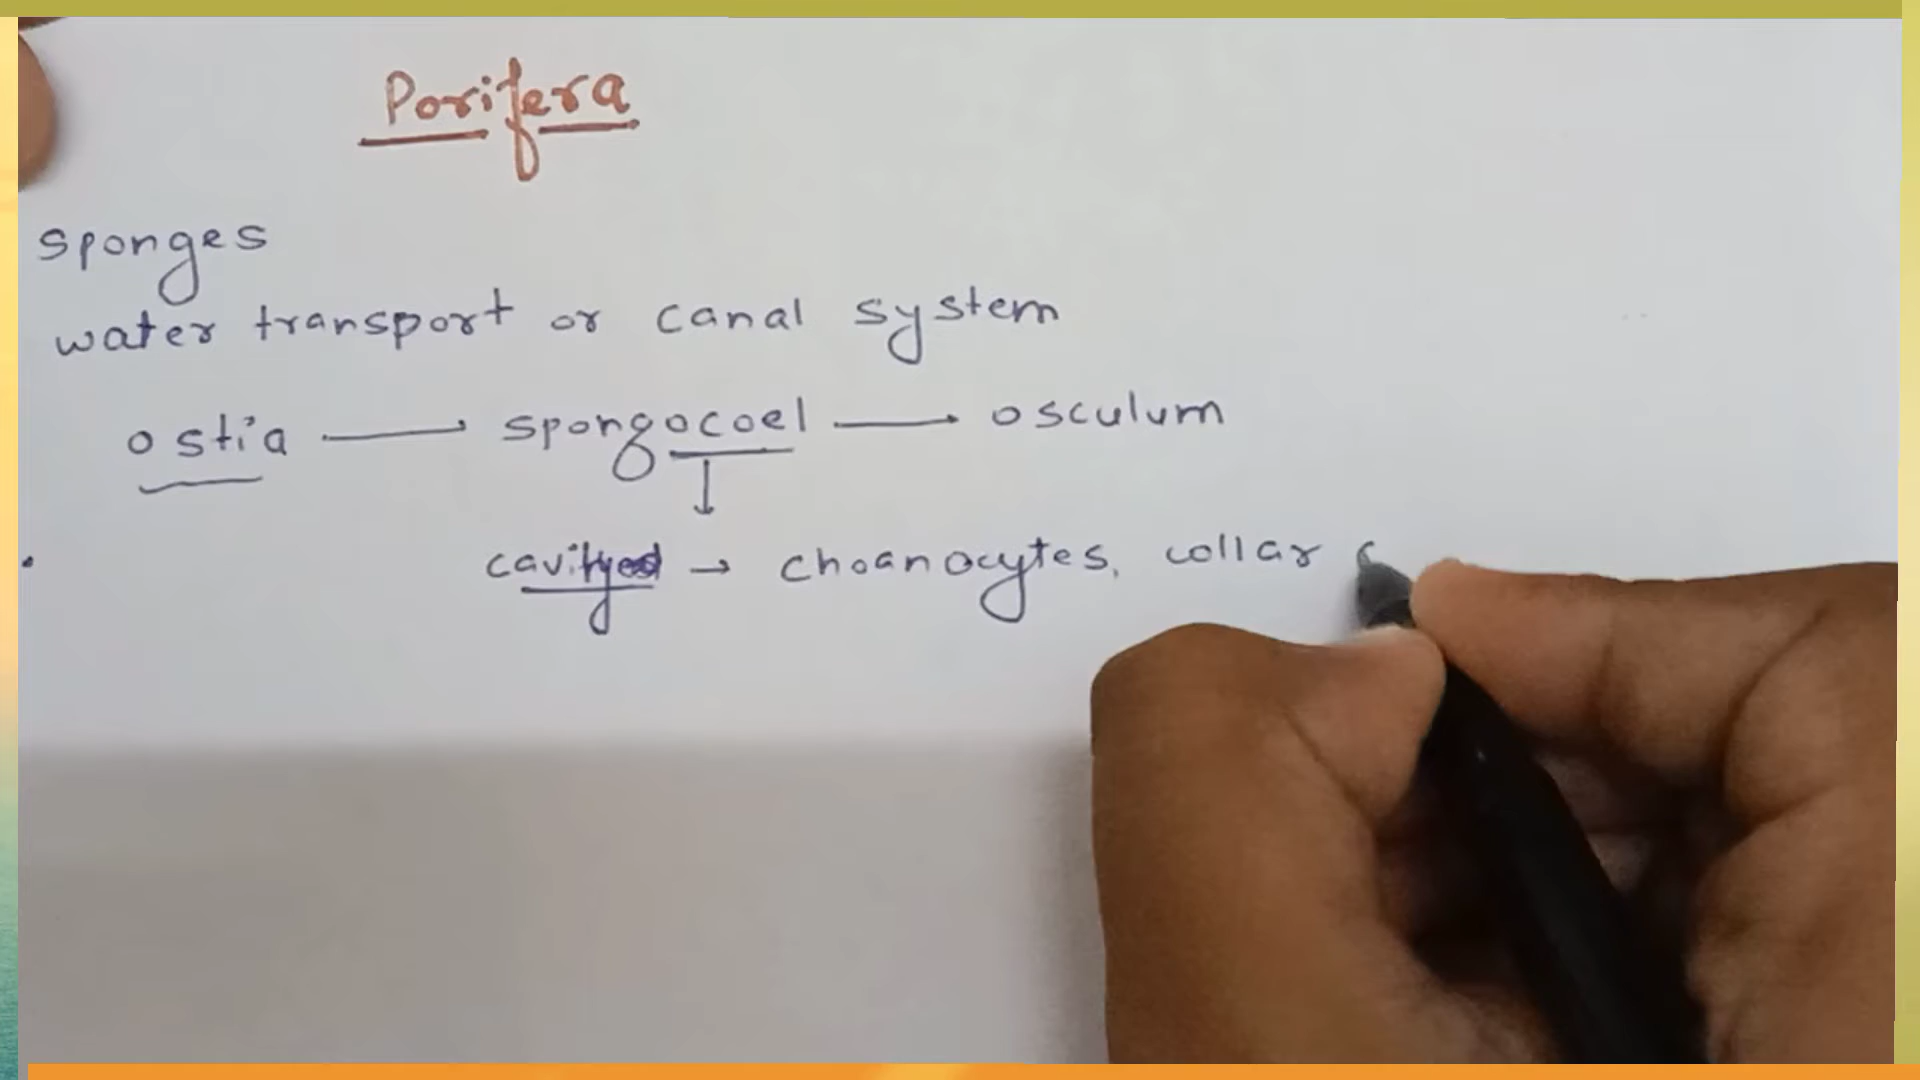 Porifera
sponges
water transport or canal system
ostia → spongocoel → osculum
↓
cavity → choanocytes, collar c